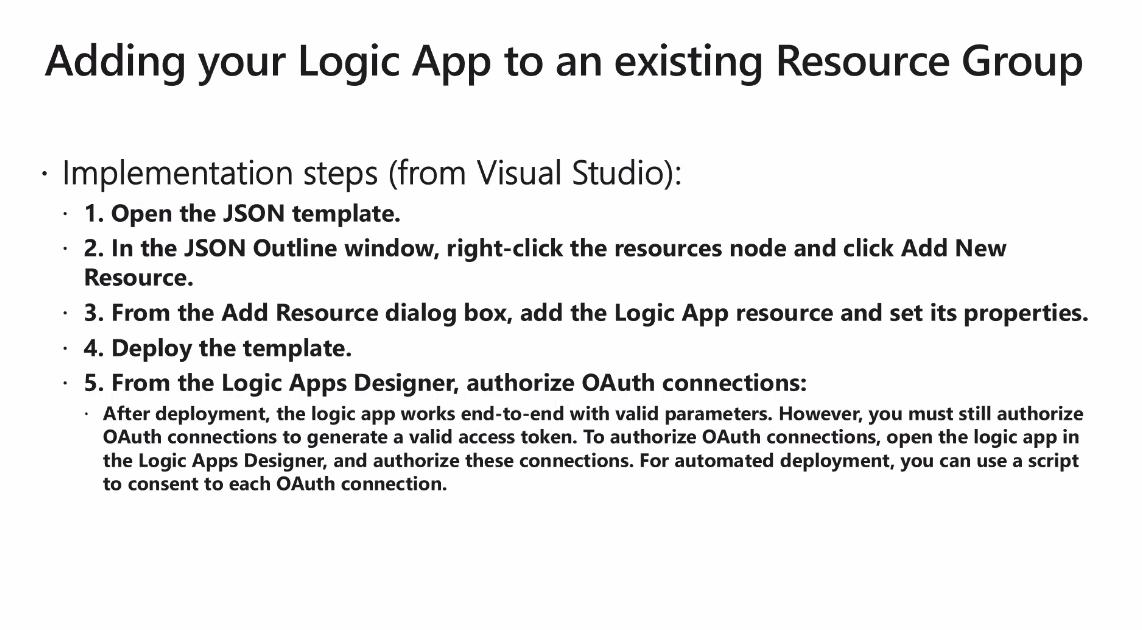 Adding your Logic App to an existing Resource Group
· Implementation steps (from Visual Studio):
· 1. Open the JSON template.
· 2. In the JSON Outline window, right-click the resources node and click Add New
Resource.
· 3. From the Add Resource dialog box, add the Logic App resource and set its properties.
· 4. Deploy the template.
· 5. From the Logic Apps Designer, authorize OAuth connections:
· After deployment, the logic app works end-to-end with valid parameters. However, you must still authorize
OAuth connections to generate a valid access token. To authorize OAuth connections, open the logic app in
the Logic Apps Designer, and authorize these connections. For automated deployment, you can use a script
to consent to each OAuth connection.